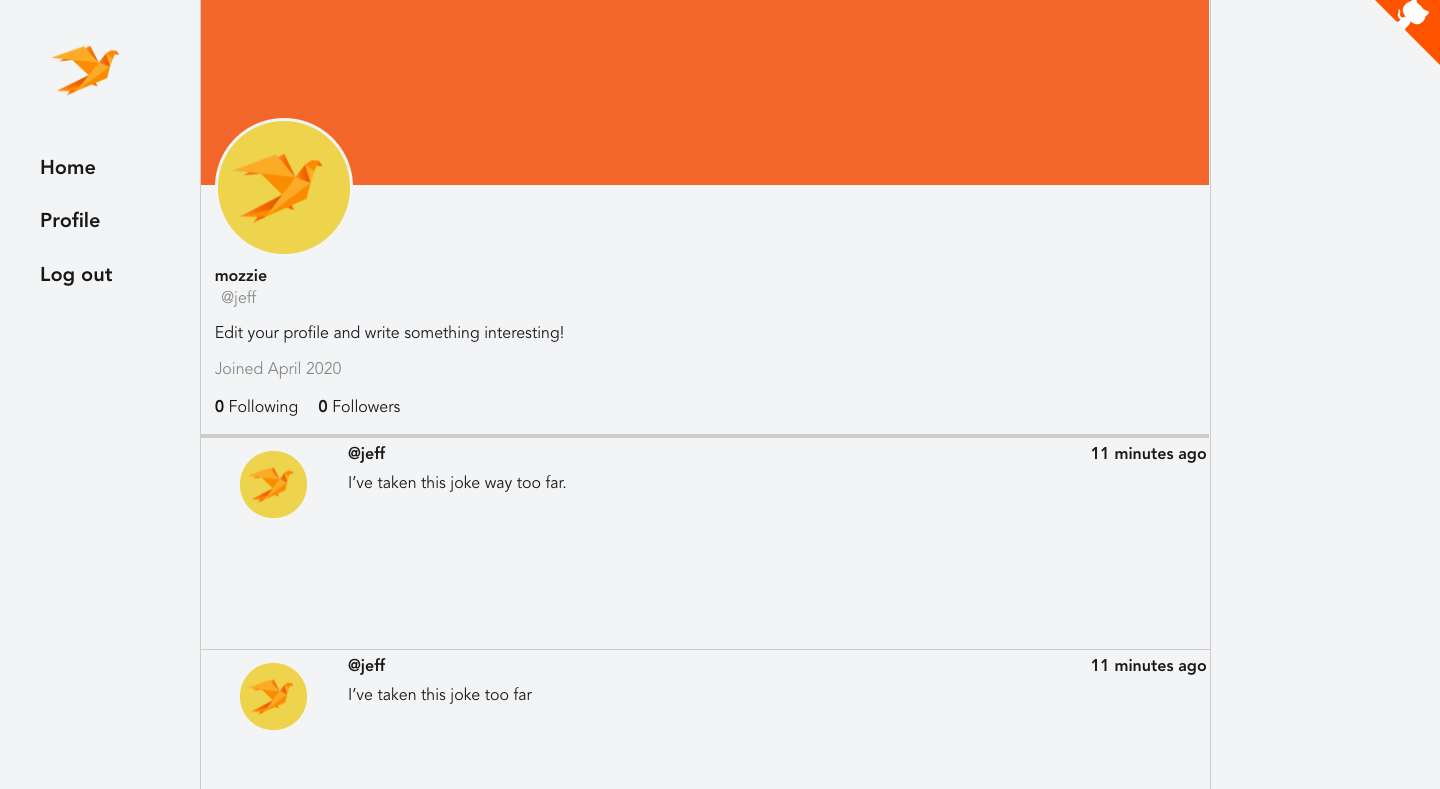 Home
Profile
Log out
mozzie
@jeff
Edit your profile and write something interesting!
Joined April 2020
0 Following 0 Followers
@jeff 11 minutes ago
I’ve taken this joke way too far.
@jeff 11 minutes ago
I’ve taken this joke too far